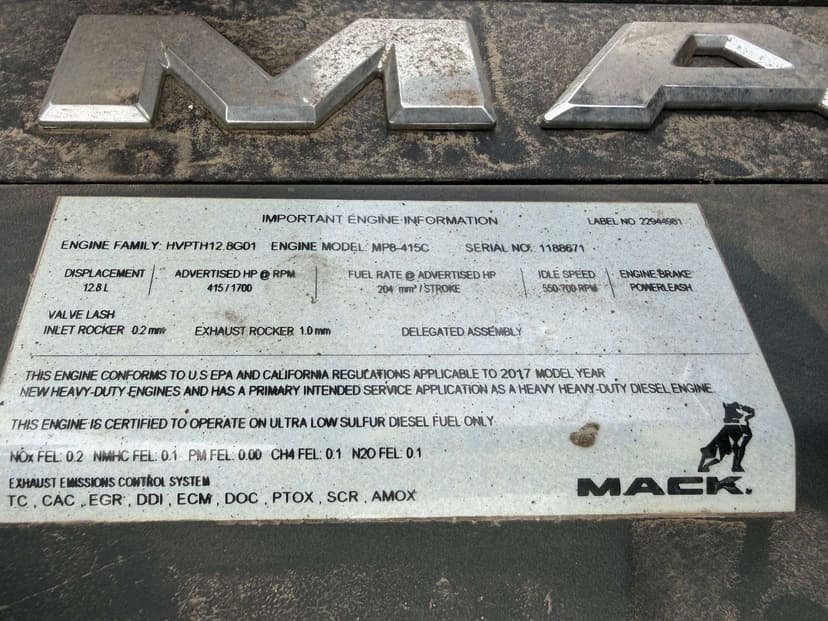 MA
IMPORTANT ENGINE INFORMATION LABEL NO. 22944981
ENGINE FAMILY: HVPTH12.8G01 ENGINE MODEL: MP8-415C SERIAL NO: 1188671
DISPLACEMENT ADVERTISED HP @ RPM FUEL RATE @ ADVERTISED HP IDLE SPEED ENGINE BRAKE
12.8 L 415 / 1700 204 mm³ / STROKE 550-700 RPM POWERLEASH
VALVE LASH
INLET ROCKER 0.2 mm EXHAUST ROCKER 1.0 mm DELEGATED ASSEMBLY
THIS ENGINE CONFORMS TO U.S EPA AND CALIFORNIA REGULATIONS APPLICABLE TO 2017 MODEL YEAR
NEW HEAVY-DUTY ENGINES AND HAS A PRIMARY INTENDED SERVICE APPLICATION AS A HEAVY HEAVY-DUTY DIESEL ENGINE.
THIS ENGINE IS CERTIFIED TO OPERATE ON ULTRA LOW SULFUR DIESEL FUEL ONLY
NOx FEL: 0.2 NMHC FEL: 0.1 PM FEL: 0.00 CH4 FEL: 0.1 N2O FEL: 0.1
EXHAUST EMISSIONS CONTROL SYSTEM
TC , CAC , EGR , DDI , ECM , DOC , PTOX , SCR , AMOX
MACK.